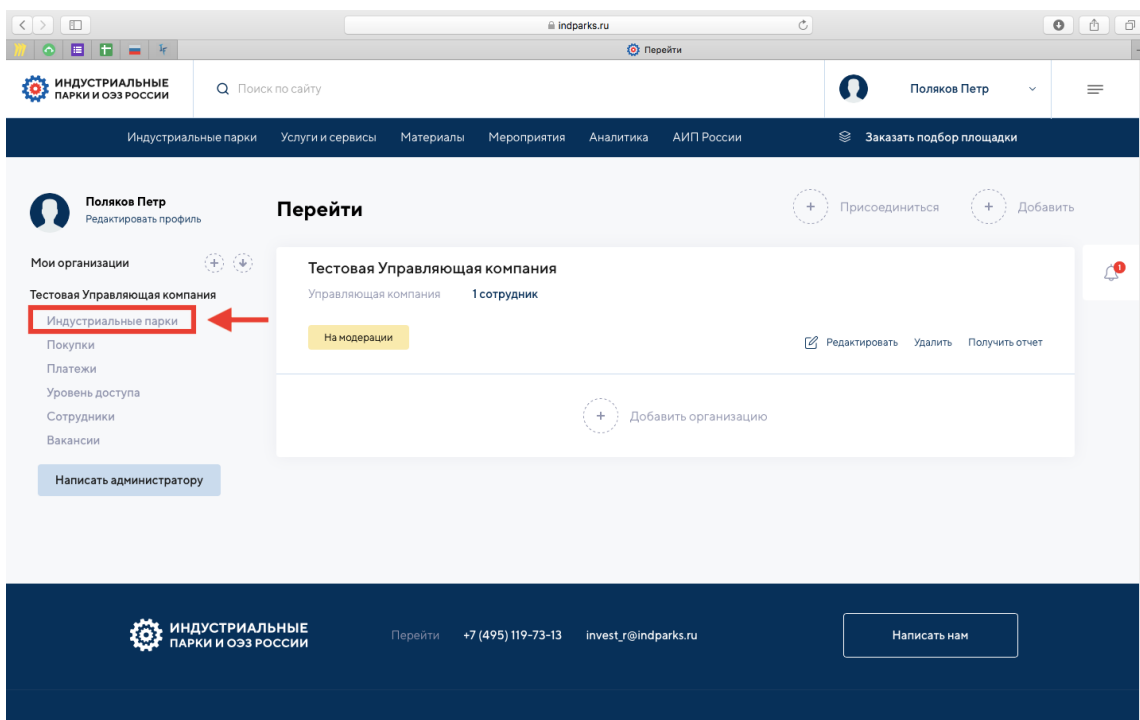 indparks.ru
Перейти
ИНДУСТРИАЛЬНЫЕ
ПАРКИ И ОЭЗ РОССИИ
Поиск по сайту
Поляков Петр
Индустриальные парки Услуги и сервисы Материалы Мероприятия Аналитика АИП России Заказать подбор площадки
Поляков Петр
Редактировать профиль
Перейти
Присоединиться
Добавить
Мои организации
Тестовая Управляющая компания
Индустриальные парки
Покупки
Платежи
Уровень доступа
Сотрудники
Вакансии
Написать администратору
Тестовая Управляющая компания
Управляющая компания 1 сотрудник
На модерации
Редактировать Удалить Получить отчет
Добавить организацию
1
ИНДУСТРИАЛЬНЫЕ
ПАРКИ И ОЭЗ РОССИИ
Перейти +7 (495) 119-73-13 invest_r@indparks.ru
Написать нам